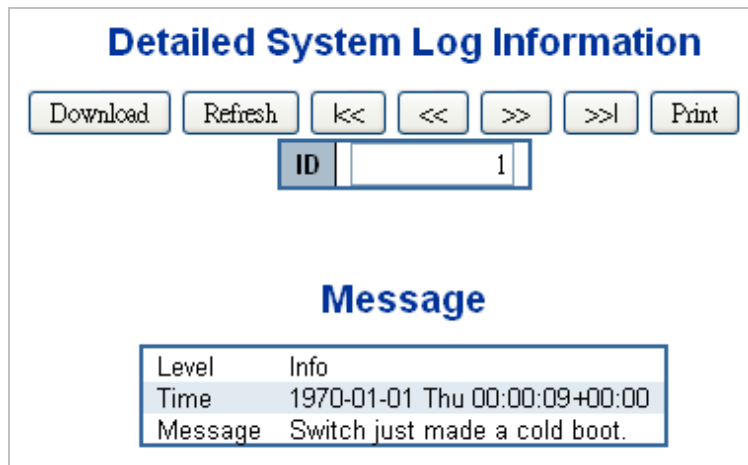 Detailed System Log Information
Download Refresh |<< << >> >>| Print
ID 1
Message
Level Info
Time 1970-01-01 Thu 00:00:09+00:00
Message Switch just made a cold boot.